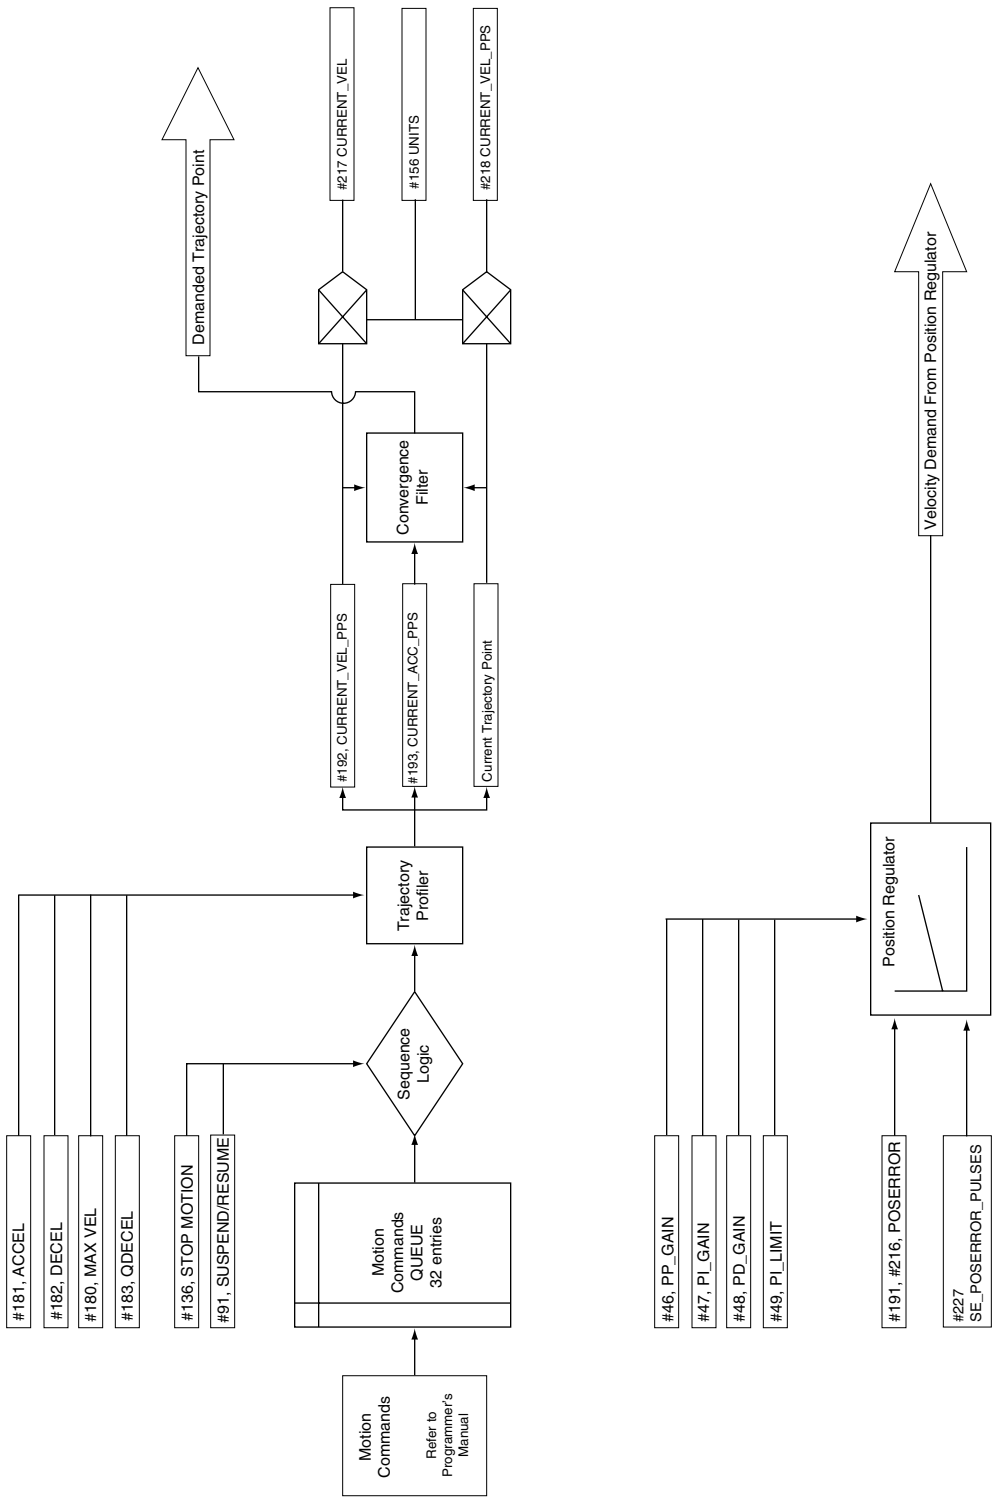 #181, ACCEL
#182, DECEL
#180, MAX VEL
#183, QDECEL
#136, STOP MOTION
#91, SUSPEND/RESUME
Motion
Commands
Refer to
Programmer's
Manual
Motion
Commands
QUEUE
32 entries
Sequence
Logic
Trajectory
Profiler
#192, CURRENT_VEL_PPS
#193, CURRENT_ACC_PPS
Current Trajectory Point
Convergence
Filter
Demanded Trajectory Point
#217 CURRENT_VEL
#156 UNITS
#218 CURRENT_VEL_PPS
#46, PP_GAIN
#47, PI_GAIN
#48, PD_GAIN
#49, PI_LIMIT
#191, #216, POSERROR
#227
SE_POSERROR_PULSES
Position Regulator
Velocity Demand From Position Regulator